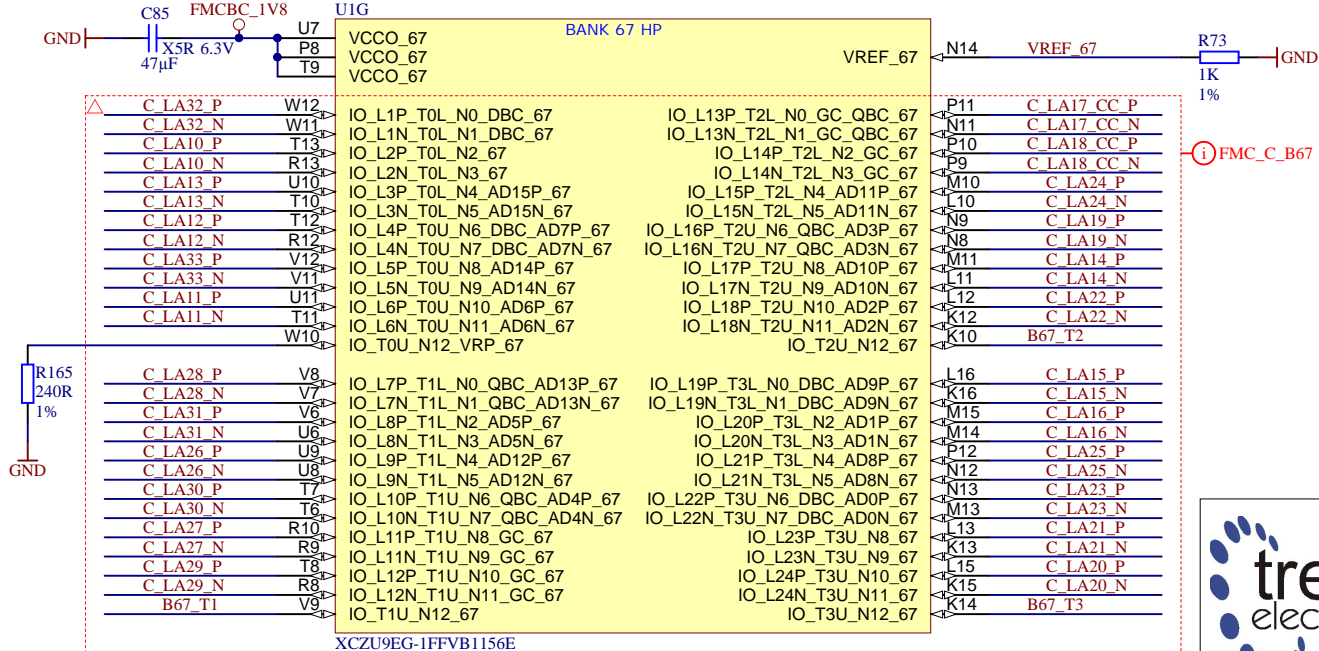 C85
FMCBC_1V8
U1G
GND
X5R 6.3V
47µF
U7 VCCO_67
P8 VCCO_67
T9 VCCO_67
BANK 67 HP
VREF_67 N14 VREF_67
R73
1K
1%
GND
C_LA32_P W12 IO_L1P_T0L_N0_DBC_67
C_LA32_N W11 IO_L1N_T0L_N1_DBC_67
C_LA10_P T13 IO_L2P_T0L_N2_67
C_LA10_N R13 IO_L2N_T0L_N3_67
C_LA13_P U10 IO_L3P_T0L_N4_AD15P_67
C_LA13_N T10 IO_L3N_T0L_N5_AD15N_67
C_LA12_P T12 IO_L4P_T0U_N6_DBC_AD7P_67
C_LA12_N R12 IO_L4N_T0U_N7_DBC_AD7N_67
C_LA33_P V12 IO_L5P_T0U_N8_AD14P_67
C_LA33_N V11 IO_L5N_T0U_N9_AD14N_67
C_LA11_P U11 IO_L6P_T0U_N10_AD6P_67
C_LA11_N T11 IO_L6N_T0U_N11_AD6N_67
W10 IO_T0U_N12_VRP_67
R165
240R
1%
GND
C_LA28_P V8 IO_L7P_T1L_N0_QBC_AD13P_67
C_LA28_N V7 IO_L7N_T1L_N1_QBC_AD13N_67
C_LA31_P V6 IO_L8P_T1L_N2_AD5P_67
C_LA31_N U6 IO_L8N_T1L_N3_AD5N_67
C_LA26_P U9 IO_L9P_T1L_N4_AD12P_67
C_LA26_N U8 IO_L9N_T1L_N5_AD12N_67
C_LA30_P T7 IO_L10P_T1U_N6_QBC_AD4P_67
C_LA30_N T6 IO_L10N_T1U_N7_QBC_AD4N_67
C_LA27_P R10 IO_L11P_T1U_N8_GC_67
C_LA27_N R9 IO_L11N_T1U_N9_GC_67
C_LA29_P T8 IO_L12P_T1U_N10_GC_67
C_LA29_N R8 IO_L12N_T1U_N11_GC_67
B67_T1 V9 IO_T1U_N12_67
IO_L13P_T2L_N0_GC_QBC_67 P11 C_LA17_CC_P
IO_L13N_T2L_N1_GC_QBC_67 N11 C_LA17_CC_N
IO_L14P_T2L_N2_GC_67 P10 C_LA18_CC_P
IO_L14N_T2L_N3_GC_67 P9 C_LA18_CC_N
IO_L15P_T2L_N4_AD11P_67 M10 C_LA24_P
IO_L15N_T2L_N5_AD11N_67 L10 C_LA24_N
IO_L16P_T2U_N6_QBC_AD3P_67 N9 C_LA19_P
IO_L16N_T2U_N7_QBC_AD3N_67 N8 C_LA19_N
IO_L17P_T2U_N8_AD10P_67 M11 C_LA14_P
IO_L17N_T2U_N9_AD10N_67 L11 C_LA14_N
IO_L18P_T2U_N10_AD2P_67 L12 C_LA22_P
IO_L18N_T2U_N11_AD2N_67 K12 C_LA22_N
IO_T2U_N12_67 K10 B67_T2
i FMC_C_B67
IO_L19P_T3L_N0_DBC_AD9P_67 L16 C_LA15_P
IO_L19N_T3L_N1_DBC_AD9N_67 K16 C_LA15_N
IO_L20P_T3L_N2_AD1P_67 M15 C_LA16_P
IO_L20N_T3L_N3_AD1N_67 M14 C_LA16_N
IO_L21P_T3L_N4_AD8P_67 P12 C_LA25_P
IO_L21N_T3L_N5_AD8N_67 N12 C_LA25_N
IO_L22P_T3U_N6_DBC_AD0P_67 N13 C_LA23_P
IO_L22N_T3U_N7_DBC_AD0N_67 M13 C_LA23_N
IO_L23P_T3U_N8_67 L13 C_LA21_P
IO_L23N_T3U_N9_67 K13 C_LA21_N
IO_L24P_T3U_N10_67 L15 C_LA20_P
IO_L24N_T3U_N11_67 K15 C_LA20_N
IO_T3U_N12_67 K14 B67_T3
XCZU9EG-1FFVB1156E
tre
elec